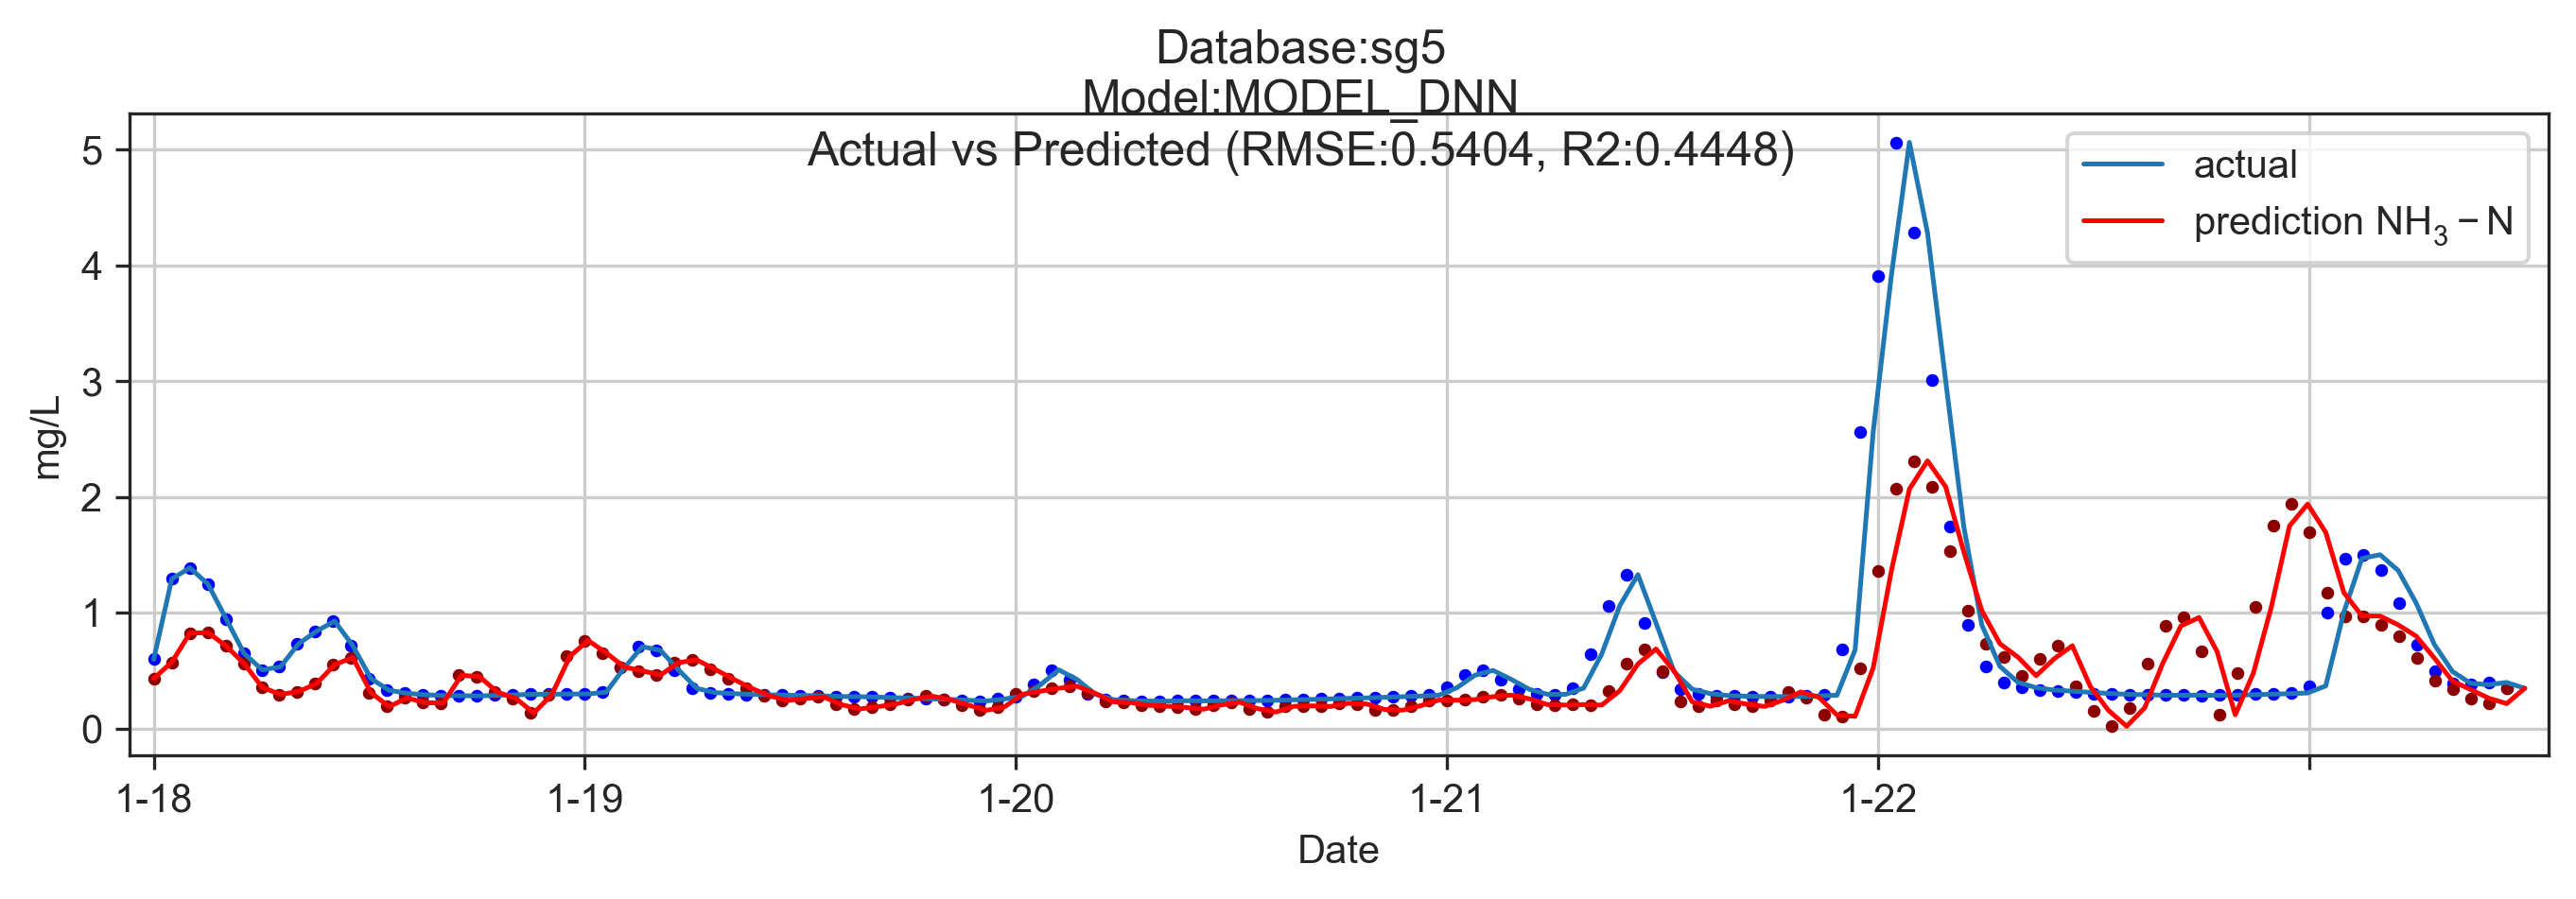 Database:sg5
Model:MODEL_DNN
Actual vs Predicted (RMSE:0.5404, R2:0.4448)
actual
prediction NH₃ − N
5
4
3
2
1
0
mg/L
1-18 1-19 1-20 1-21 1-22
Date